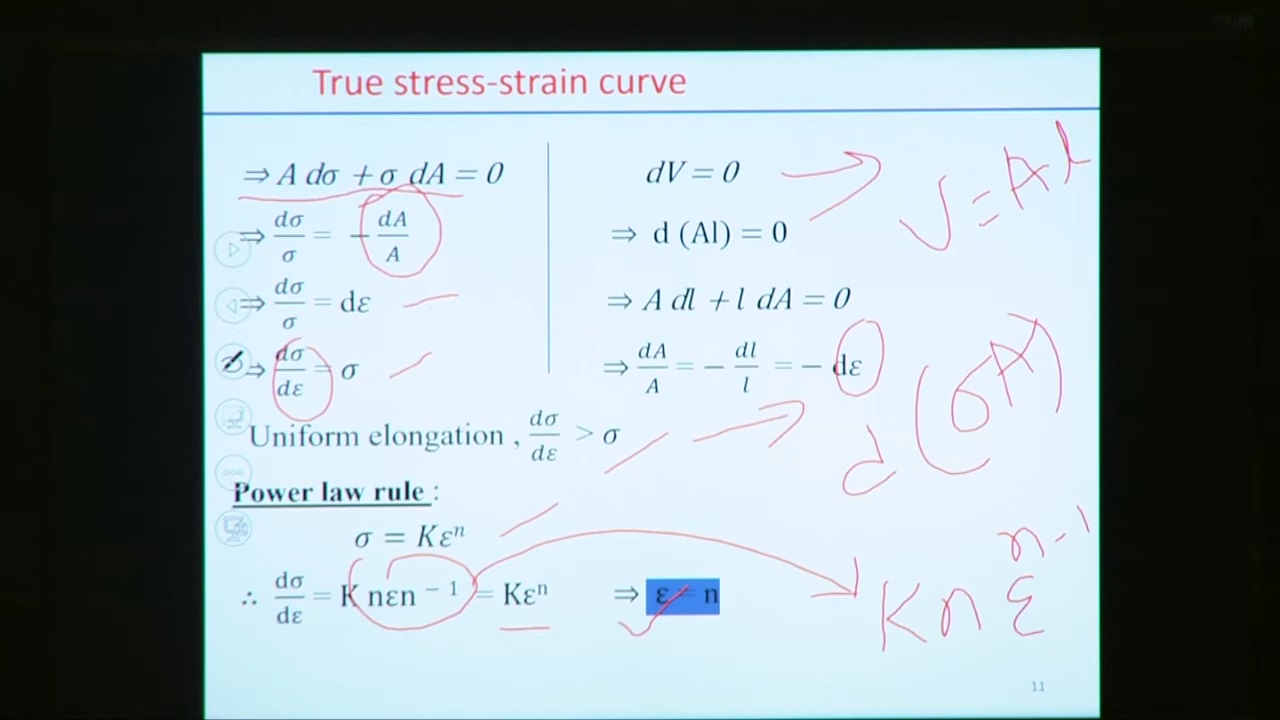 True stress-strain curve
⇒ A dσ + σ dA = 0
⇒ dσ/σ = − dA/A
⇒ dσ/σ = dε
⇒ dσ/dε = σ
dV = 0
⇒ d (Al) = 0
⇒ A dl + l dA = 0
⇒ dA/A = − dl/l = − dε
V = Al
d(σA)
Uniform elongation , dσ/dε > σ
Power law rule :
σ = Kεⁿ
∴ dσ/dε = K nεn ⁻ ¹ = Kεⁿ ⇒ ε = n
Knεⁿ⁻¹
11